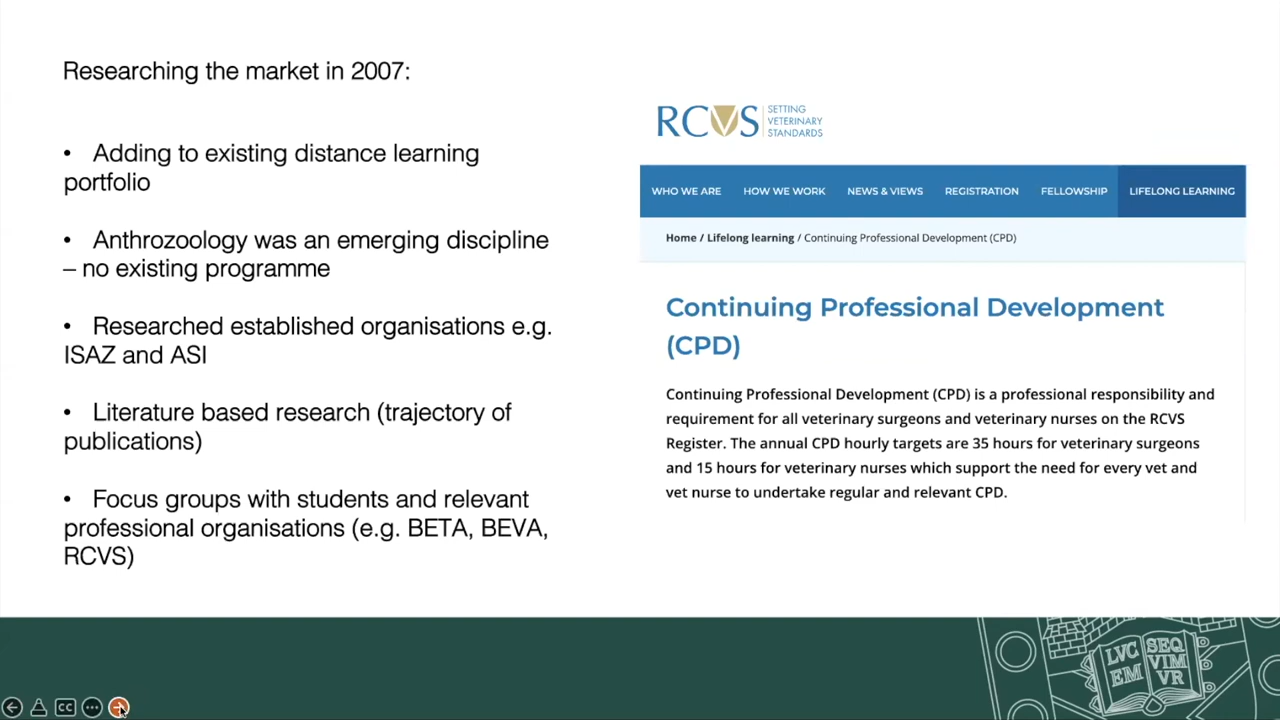 Researching the market in 2007:
• Adding to existing distance learning
portfolio
• Anthrozoology was an emerging discipline
– no existing programme
• Researched established organisations e.g.
ISAZ and ASI
• Literature based research (trajectory of
publications)
• Focus groups with students and relevant
professional organisations (e.g. BETA, BEVA,
RCVS)
RCVS
SETTING
VETERINARY
STANDARDS
WHO WE ARE HOW WE WORK NEWS & VIEWS REGISTRATION FELLOWSHIP LIFELONG LEARNING
Home / Lifelong learning / Continuing Professional Development (CPD)
Continuing Professional Development
(CPD)
Continuing Professional Development (CPD) is a professional responsibility and
requirement for all veterinary surgeons and veterinary nurses on the RCVS
Register. The annual CPD hourly targets are 35 hours for veterinary surgeons
and 15 hours for veterinary nurses which support the need for every vet and
vet nurse to undertake regular and relevant CPD.
LVC
EM
SEQ
VIM
VR
CC